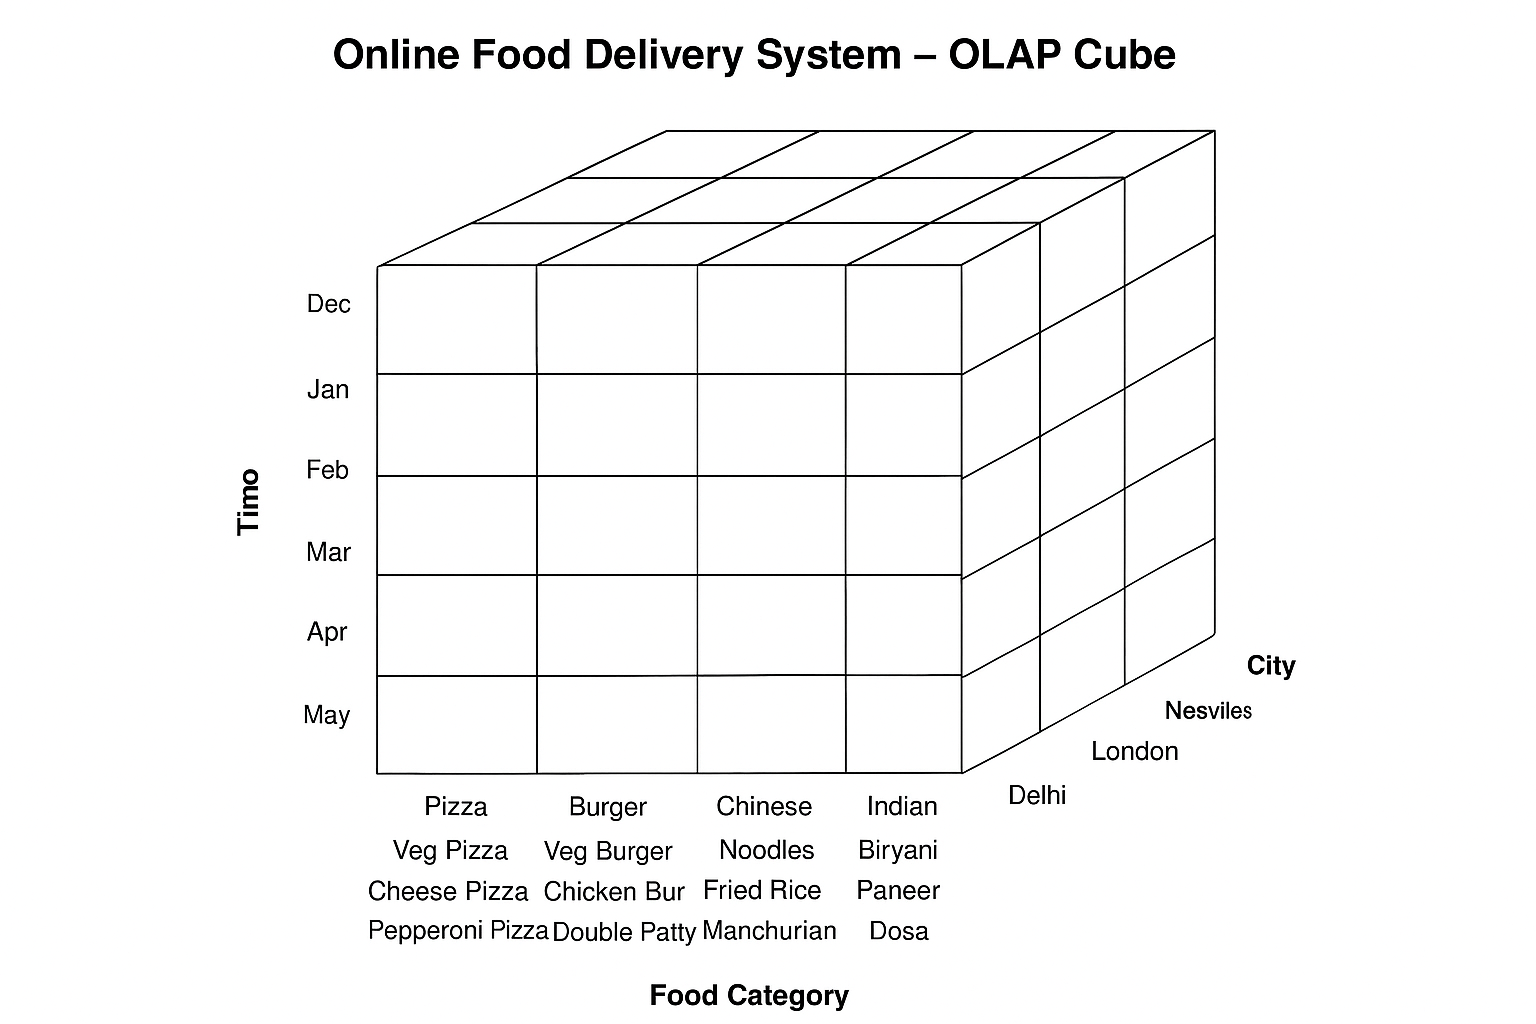 Online Food Delivery System – OLAP Cube
Timo
Dec
Jan
Feb
Mar
Apr
May
City
Nesviles
London
Delhi
Pizza Burger Chinese Indian
Veg Pizza Veg Burger Noodles Biryani
Cheese Pizza Chicken Bur Fried Rice Paneer
Pepperoni Pizza Double Patty Manchurian Dosa
Food Category